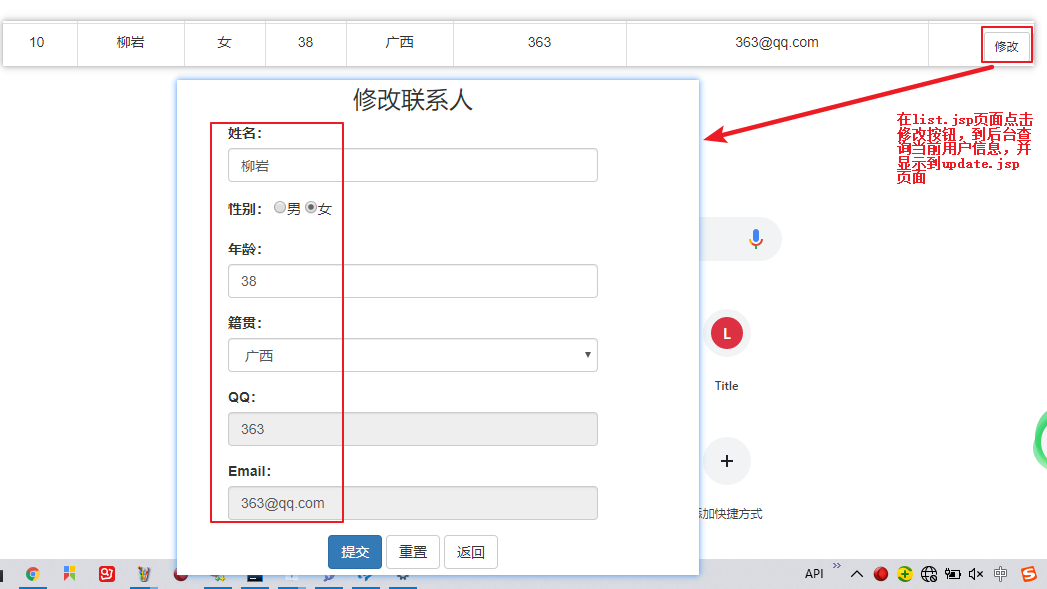 10 柳岩 女 38 广西 363 363@qq.com 修改
修改联系人
在list.jsp页面点击
修改按钮，到后台查
询当前用户信息，并
显示到update.jsp
页面
姓名：
柳岩
性别： 男 女
年龄：
38
籍贯：
广西
QQ：
363
Email：
363@qq.com
提交 重置 返回
L
Title
+
加快捷方式
API
中